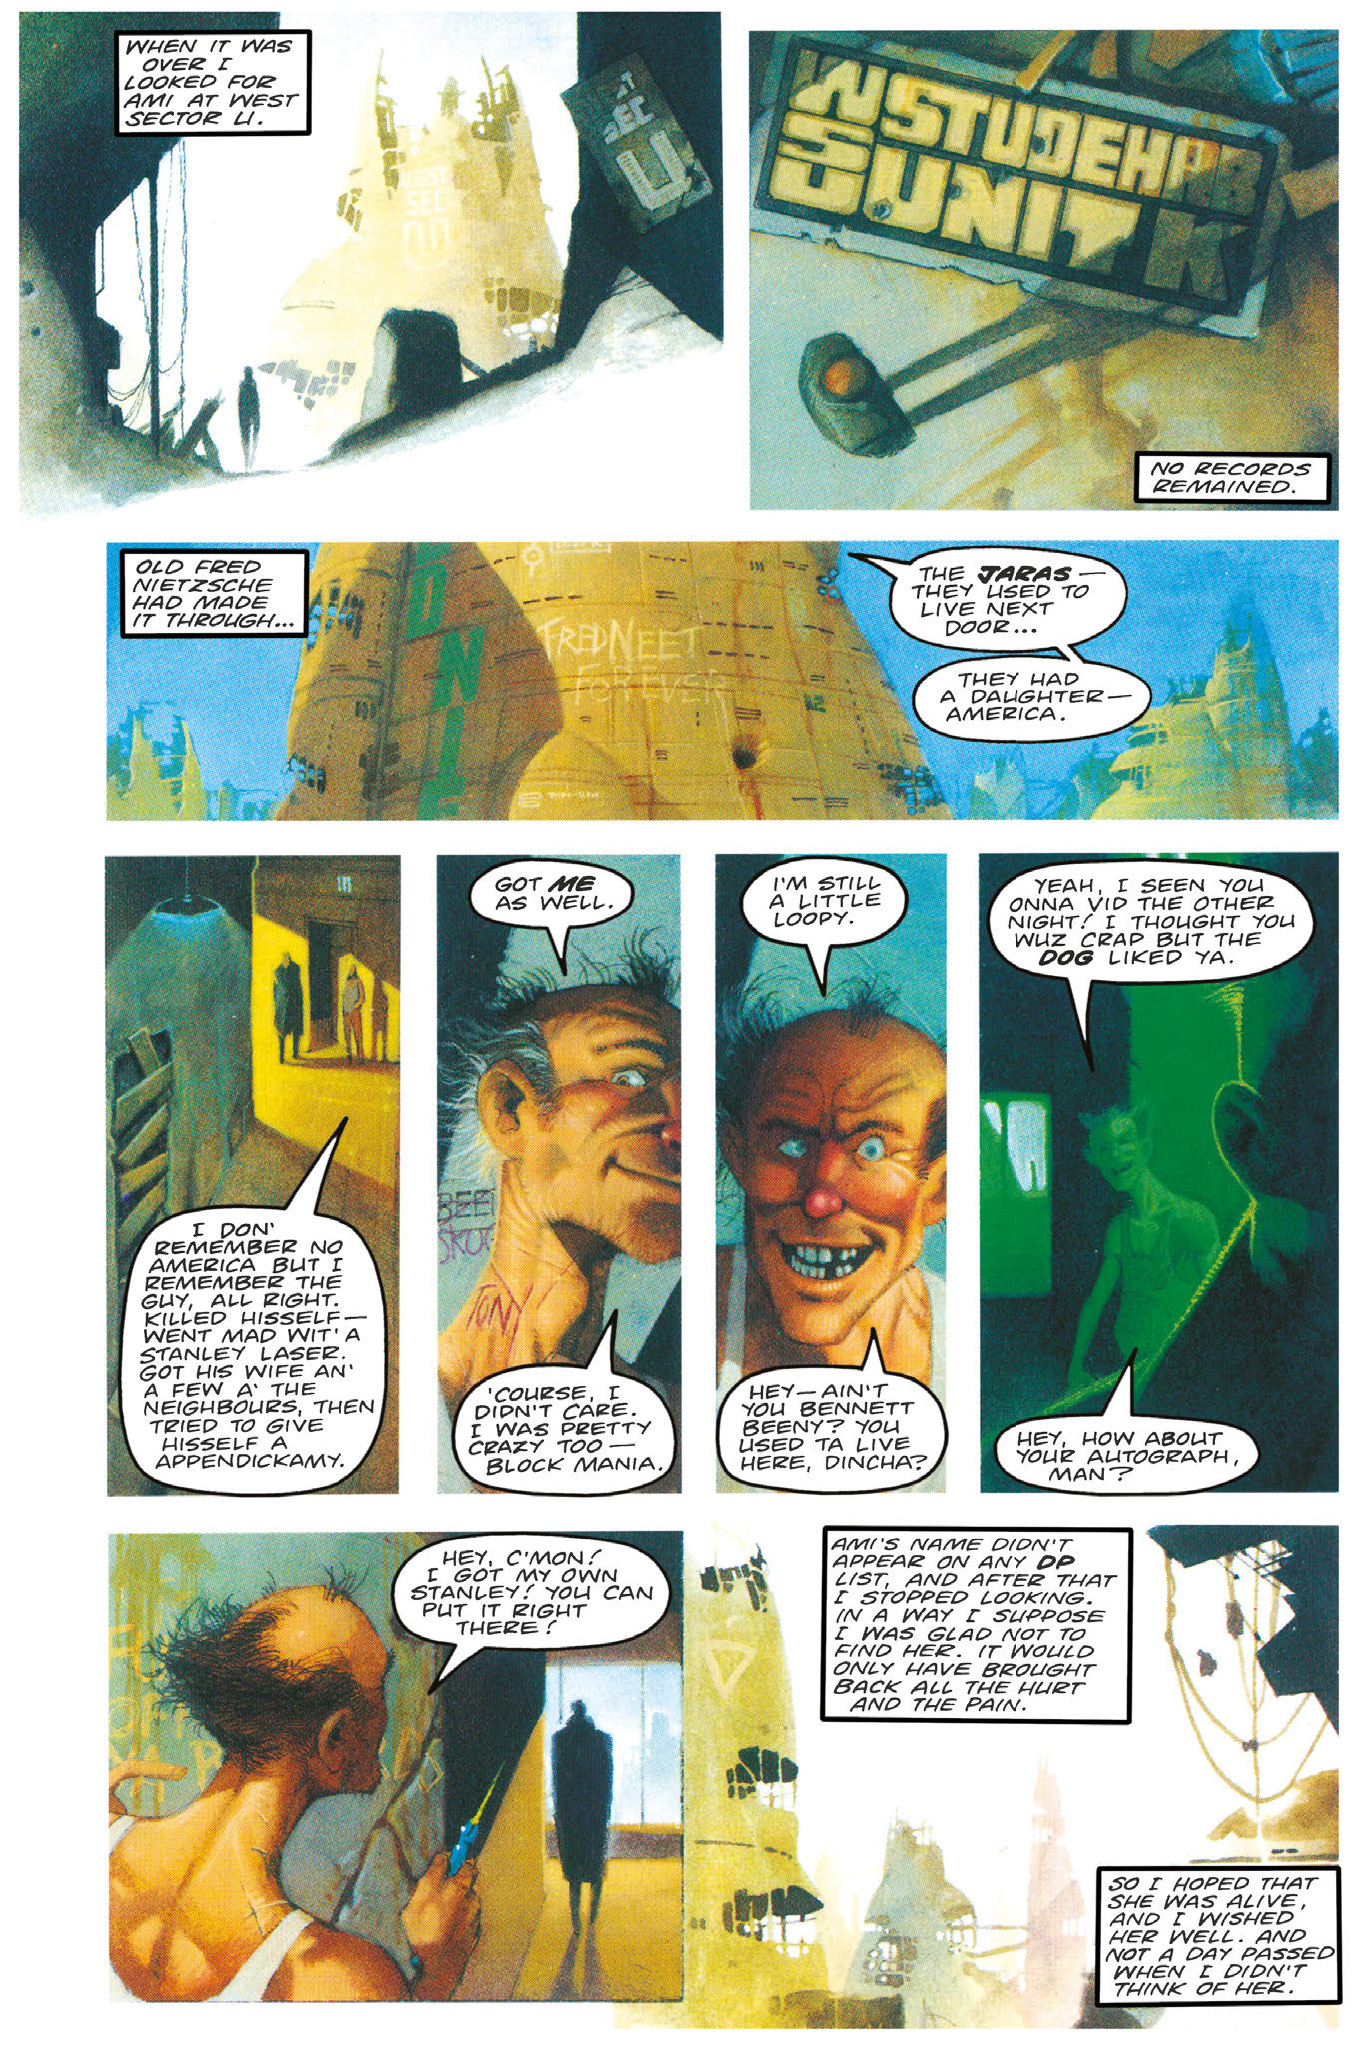 WHEN IT WAS
OVER I
LOOKED FOR
AMI AT WEST
SECTOR U.
SEC
U
WEST
SEC
U
NSTUDEHAB
SUNIT K
NO RECORDS
REMAINED.
OLD FRED
NIETZSCHE
HAD MADE
IT THROUGH...
FRED NEET
FOREVER
THE JARAS —
THEY USED TO
LIVE NEXT
DOOR...
THEY HAD
A DAUGHTER —
AMERICA.
I DON'
REMEMBER NO
AMERICA BUT I
REMEMBER THE
GUY, ALL RIGHT.
KILLED HISSELF —
WENT MAD WIT' A
STANLEY LASER.
GOT HIS WIFE AN'
A FEW A' THE
NEIGHBOURS, THEN
TRIED TO GIVE
HISSELF A
APPENDICKAMY.
GOT ME
AS WELL.
TONY
'COURSE, I
DIDN'T CARE.
I WAS PRETTY
CRAZY TOO —
BLOCK MANIA.
I'M STILL
A LITTLE
LOOPY.
HEY — AIN'T
YOU BENNETT
BEENY? YOU
USED TA LIVE
HERE, DINCHA?
YEAH, I SEEN YOU
ONNA VID THE OTHER
NIGHT! I THOUGHT YOU
WUZ CRAP BUT THE
DOG LIKED YA.
HEY, HOW ABOUT
YOUR AUTOGRAPH,
MAN?
HEY, C'MON!
I GOT MY OWN
STANLEY! YOU CAN
PUT IT RIGHT
THERE!
AMI'S NAME DIDN'T
APPEAR ON ANY DP
LIST, AND AFTER THAT
I STOPPED LOOKING.
IN A WAY I SUPPOSE
I WAS GLAD NOT TO
FIND HER. IT WOULD
ONLY HAVE BROUGHT
BACK ALL THE HURT
AND THE PAIN.
SO I HOPED THAT
SHE WAS ALIVE,
AND I WISHED
HER WELL. AND
NOT A DAY PASSED
WHEN I DIDN'T
THINK OF HER.